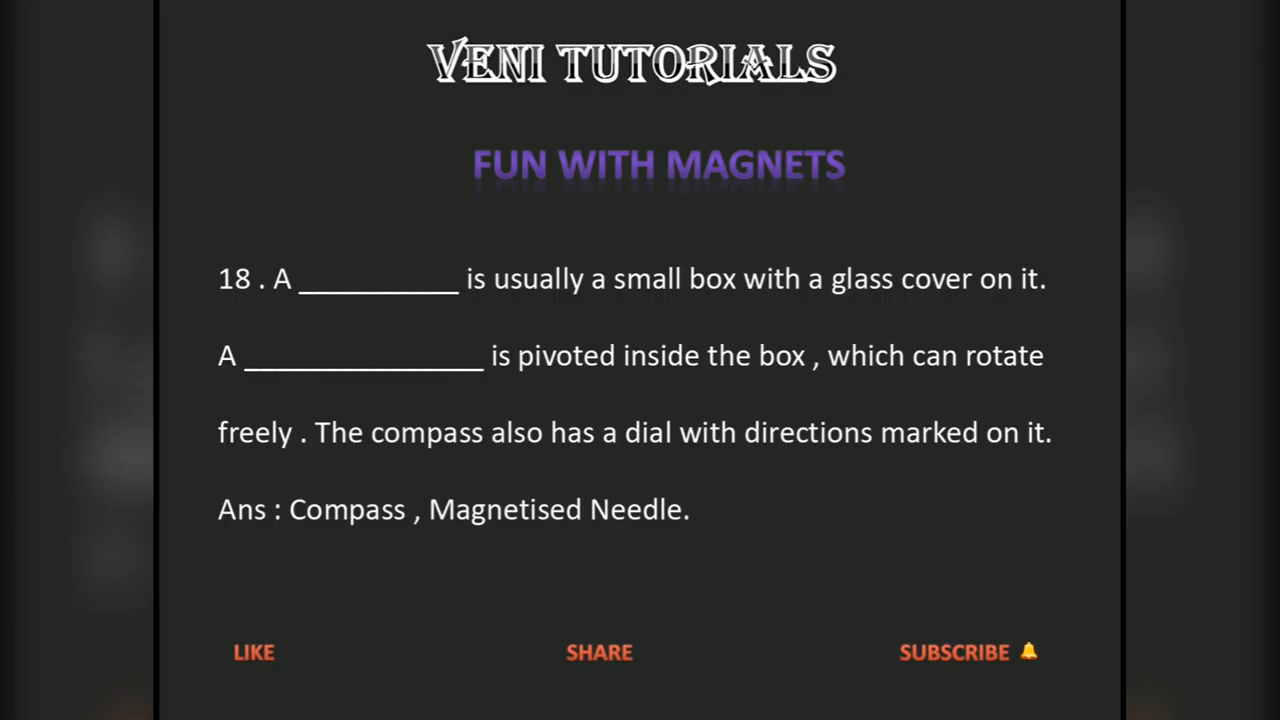 VENI TUTORIALS
FUN WITH MAGNETS
18 . A __________ is usually a small box with a glass cover on it.
A _______________ is pivoted inside the box , which can rotate
freely . The compass also has a dial with directions marked on it.
Ans : Compass , Magnetised Needle.
LIKE SHARE SUBSCRIBE 🔔